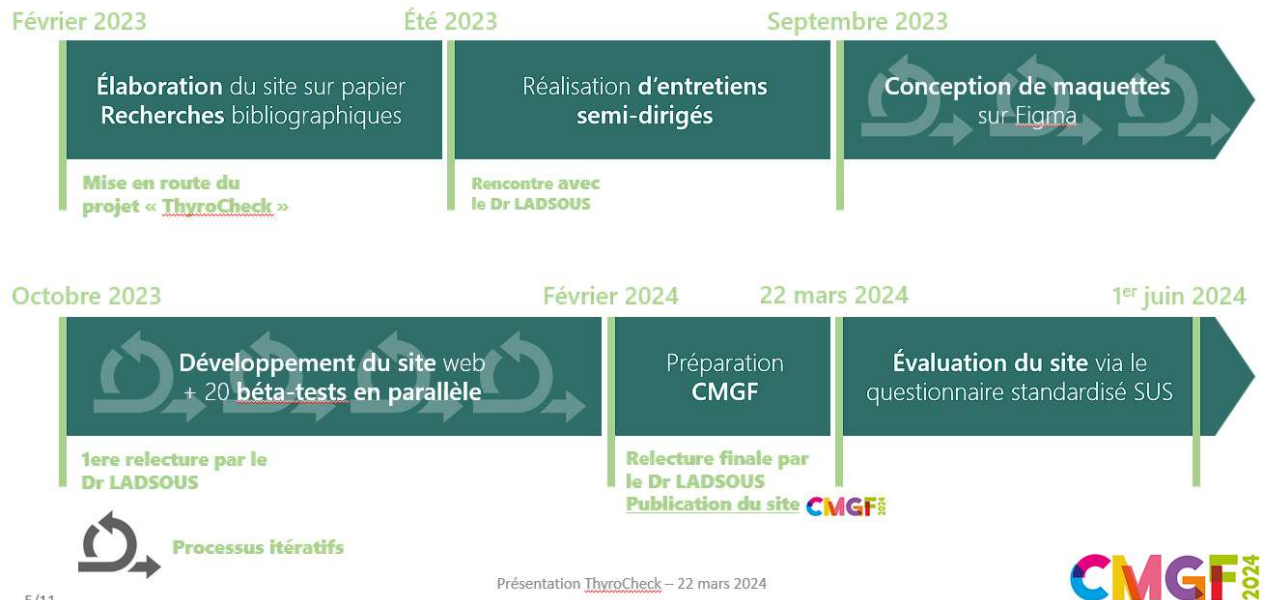 Février 2023
Été 2023
Septembre 2023
Élaboration du site sur papier
Recherches bibliographiques
Réalisation d'entretiens
semi-dirigés
Conception de maquettes
sur Figma
Mise en route du
projet « ThyroCheck »
Rencontre avec
le Dr LADSOUS
Octobre 2023
Février 2024
22 mars 2024
1er juin 2024
Développement du site web
+ 20 béta-tests en parallèle
Préparation
CMGF
Évaluation du site via le
questionnaire standardisé SUS
1ere relecture par le
Dr LADSOUS
Relecture finale par
le Dr LADSOUS
Publication du site CMGF 2024
Processus itératifs
Présentation ThyroCheck – 22 mars 2024
CMGF 2024
5/11